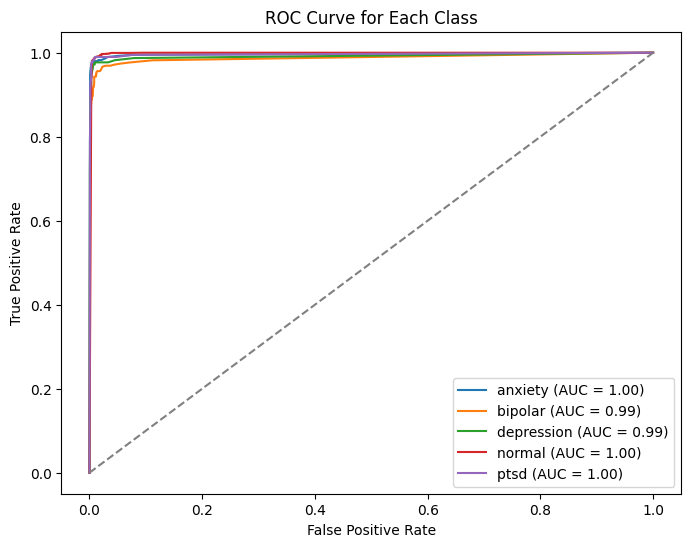 ROC Curve for Each Class
True Positive Rate
1.0
0.8
0.6
0.4
0.2
0.0
anxiety (AUC = 1.00)
bipolar (AUC = 0.99)
depression (AUC = 0.99)
normal (AUC = 1.00)
ptsd (AUC = 1.00)
0.0 0.2 0.4 0.6 0.8 1.0
False Positive Rate